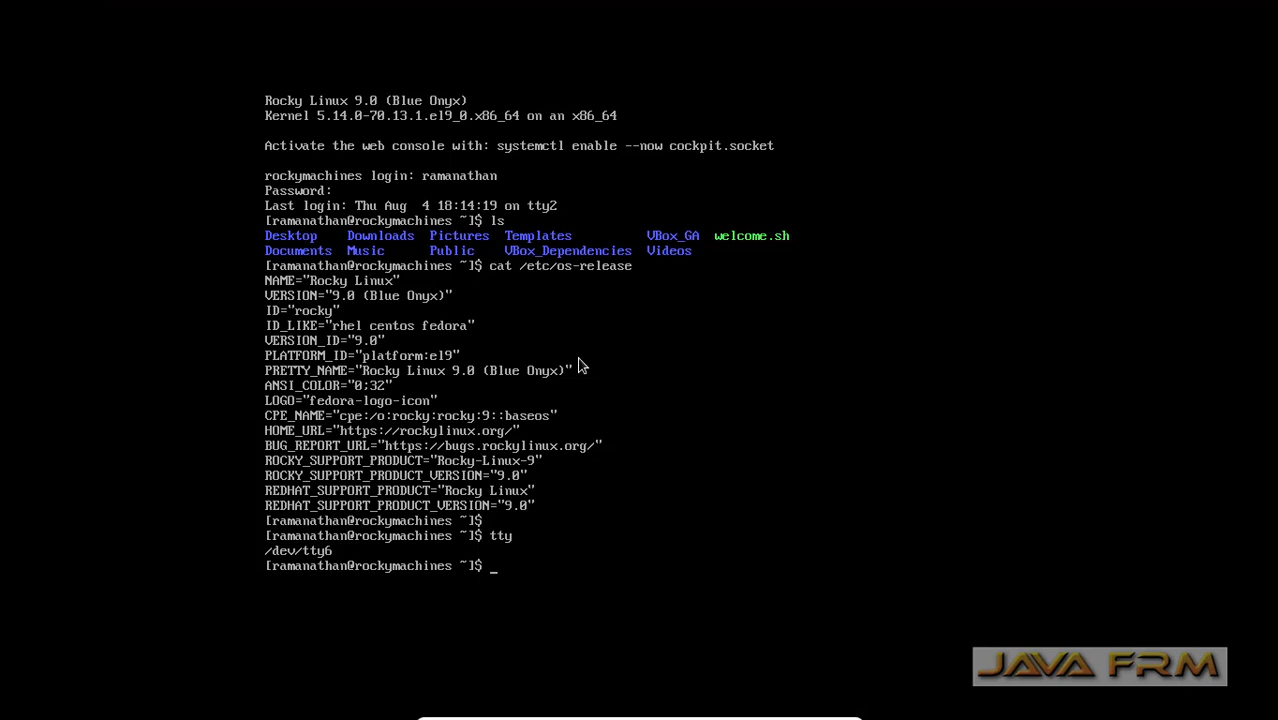 Rocky Linux 9.0 (Blue Onyx)
Kernel 5.14.0-70.13.1.el9_0.x86_64 on an x86_64
Activate the web console with: systemctl enable --now cockpit.socket
rockymachines login: ramanathan
Password:
Last login: Thu Aug  4 18:14:19 on tty2
[ramanathan@rockymachines ~]$ ls
Desktop    Downloads  Pictures  Templates          VBox_GA  welcome.sh
Documents  Music      Public    VBox_Dependencies  Videos
[ramanathan@rockymachines ~]$ cat /etc/os-release
NAME="Rocky Linux"
VERSION="9.0 (Blue Onyx)"
ID="rocky"
ID_LIKE="rhel centos fedora"
VERSION_ID="9.0"
PLATFORM_ID="platform:el9"
PRETTY_NAME="Rocky Linux 9.0 (Blue Onyx)"
ANSI_COLOR="0;32"
LOGO="fedora-logo-icon"
CPE_NAME="cpe:/o:rocky:rocky:9::baseos"
HOME_URL="https://rockylinux.org/"
BUG_REPORT_URL="https://bugs.rockylinux.org/"
ROCKY_SUPPORT_PRODUCT="Rocky-Linux-9"
ROCKY_SUPPORT_PRODUCT_VERSION="9.0"
REDHAT_SUPPORT_PRODUCT="Rocky Linux"
REDHAT_SUPPORT_PRODUCT_VERSION="9.0"
[ramanathan@rockymachines ~]$
[ramanathan@rockymachines ~]$ tty
/dev/tty6
[ramanathan@rockymachines ~]$ _
JAVA FRM